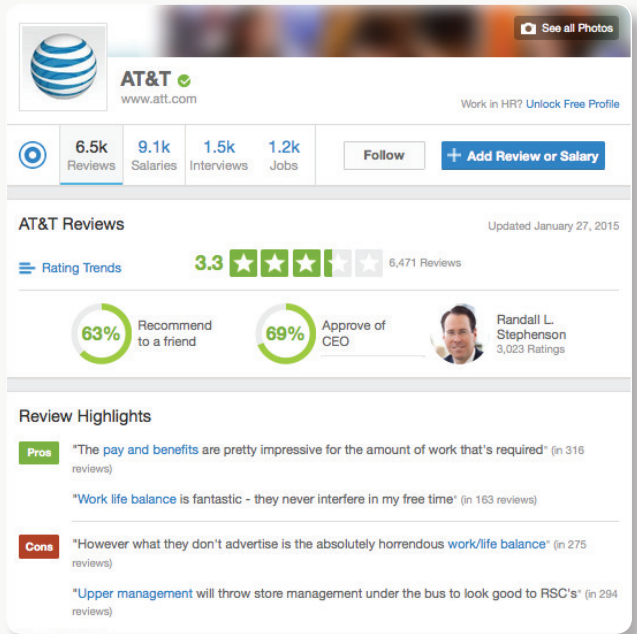 See all Photos
AT&T
www.att.com
Work in HR? Unlock Free Profile
6.5k 9.1k 1.5k 1.2k
Reviews Salaries Interviews Jobs
Follow
+ Add Review or Salary
AT&T Reviews
Updated January 27, 2015
Rating Trends
3.3
6,471 Reviews
63%
Recommend
to a friend
69%
Approve of
CEO
Randall L.
Stephenson
3,023 Ratings
Review Highlights
Pros
"The pay and benefits are pretty impressive for the amount of work that's required" (in 316
reviews)
"Work life balance is fantastic - they never interfere in my free time" (in 163 reviews)
Cons
"However what they don't advertise is the absolutely horrendous work/life balance" (in 275
reviews)
"Upper management will throw store management under the bus to look good to RSC's" (in 294
reviews)